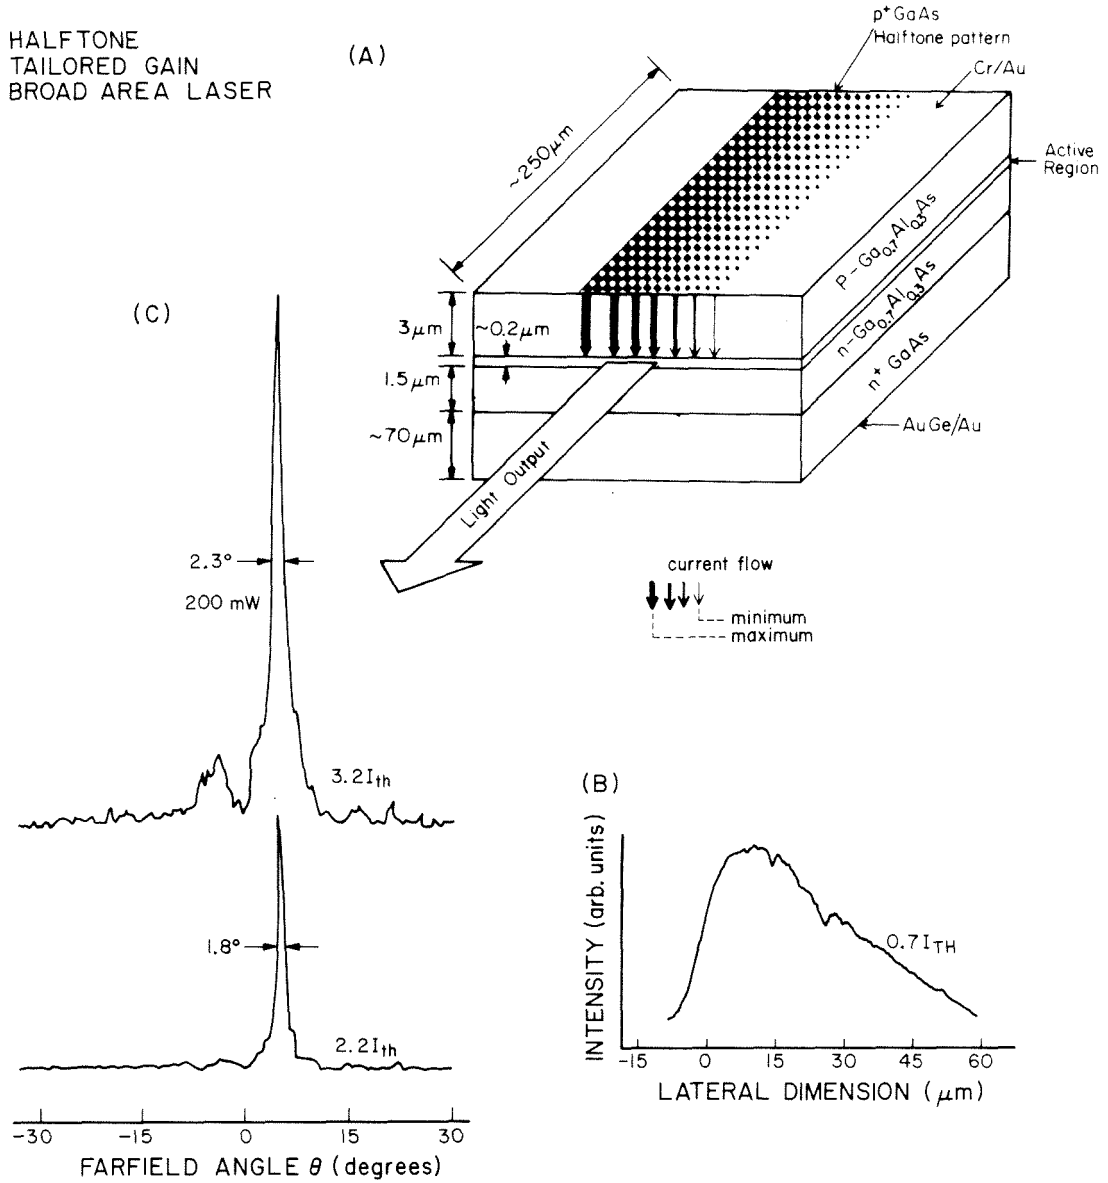 HALFTONE
TAILORED GAIN
BROAD AREA LASER
(A)
p⁺GaAs
Halftone pattern
Cr/Au
Active
Region
~250μm
p-Ga0.7Al0.3As
n-Ga0.7Al0.3As
n⁺ GaAs
AuGe/Au
3μm
~0.2μm
1.5μm
~70μm
Light Output
current flow
minimum
maximum
(C)
2.3°
200 mW
3.2Ith
1.8°
2.2Ith
-30
-15
0
15
30
FARFIELD ANGLE θ (degrees)
(B)
INTENSITY (arb. units)
0.7ITH
-15
0
15
30
45
60
LATERAL DIMENSION (μm)